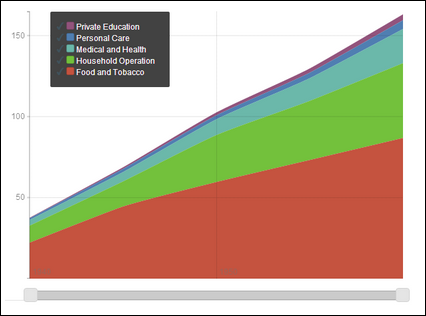 150
Private Education
Personal Care
Medical and Health
Household Operation
Food and Tobacco
100
50